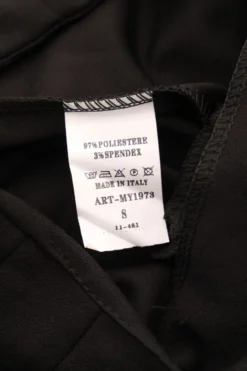 97% POLIESTERE
3% SPENDEX
MADE IN ITALY
ART-MY1973
8
11-461